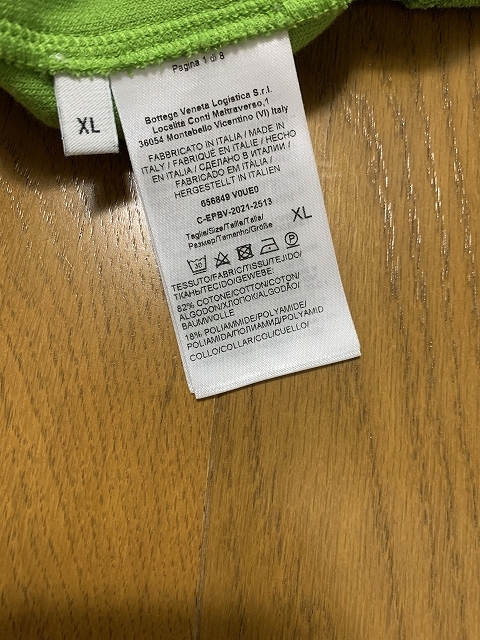 XL
Pagina 1 di 8
Bottega Veneta Logistica S.r.l.
Località Conti Maltraverso,1
36054 Montebello Vicentino (VI) Italy
FABBRICATO IN ITALIA / MADE IN
ITALY / FABRIQUÉ EN ITALIE / HECHO
EN ITALIA / СДЕЛАНО В ИТАЛИИ /
FABRICADO EM ITÁLIA /
HERGESTELLT IN ITALIEN
656849 V0UE0
C-EPBV-2021-2513
Taglia/Size/Taille/Talla/
Размер/Tamanho/Größe
XL
30
P
TESSUTO/FABRIC/TISSU/TEJIDO/
ТКАНЬ/TECIDO/GEWEBE:
82% COTONE/COTTON/COTON/
ALGODON/ХЛОПОК/ALGODÃO/
BAUMWOLLE
18% POLIAMMIDE/POLYAMIDE/
POLIAMIDA/ПОЛИАМИД/POLYAMID
COLLO/COLLAR/COL/CUELLO/